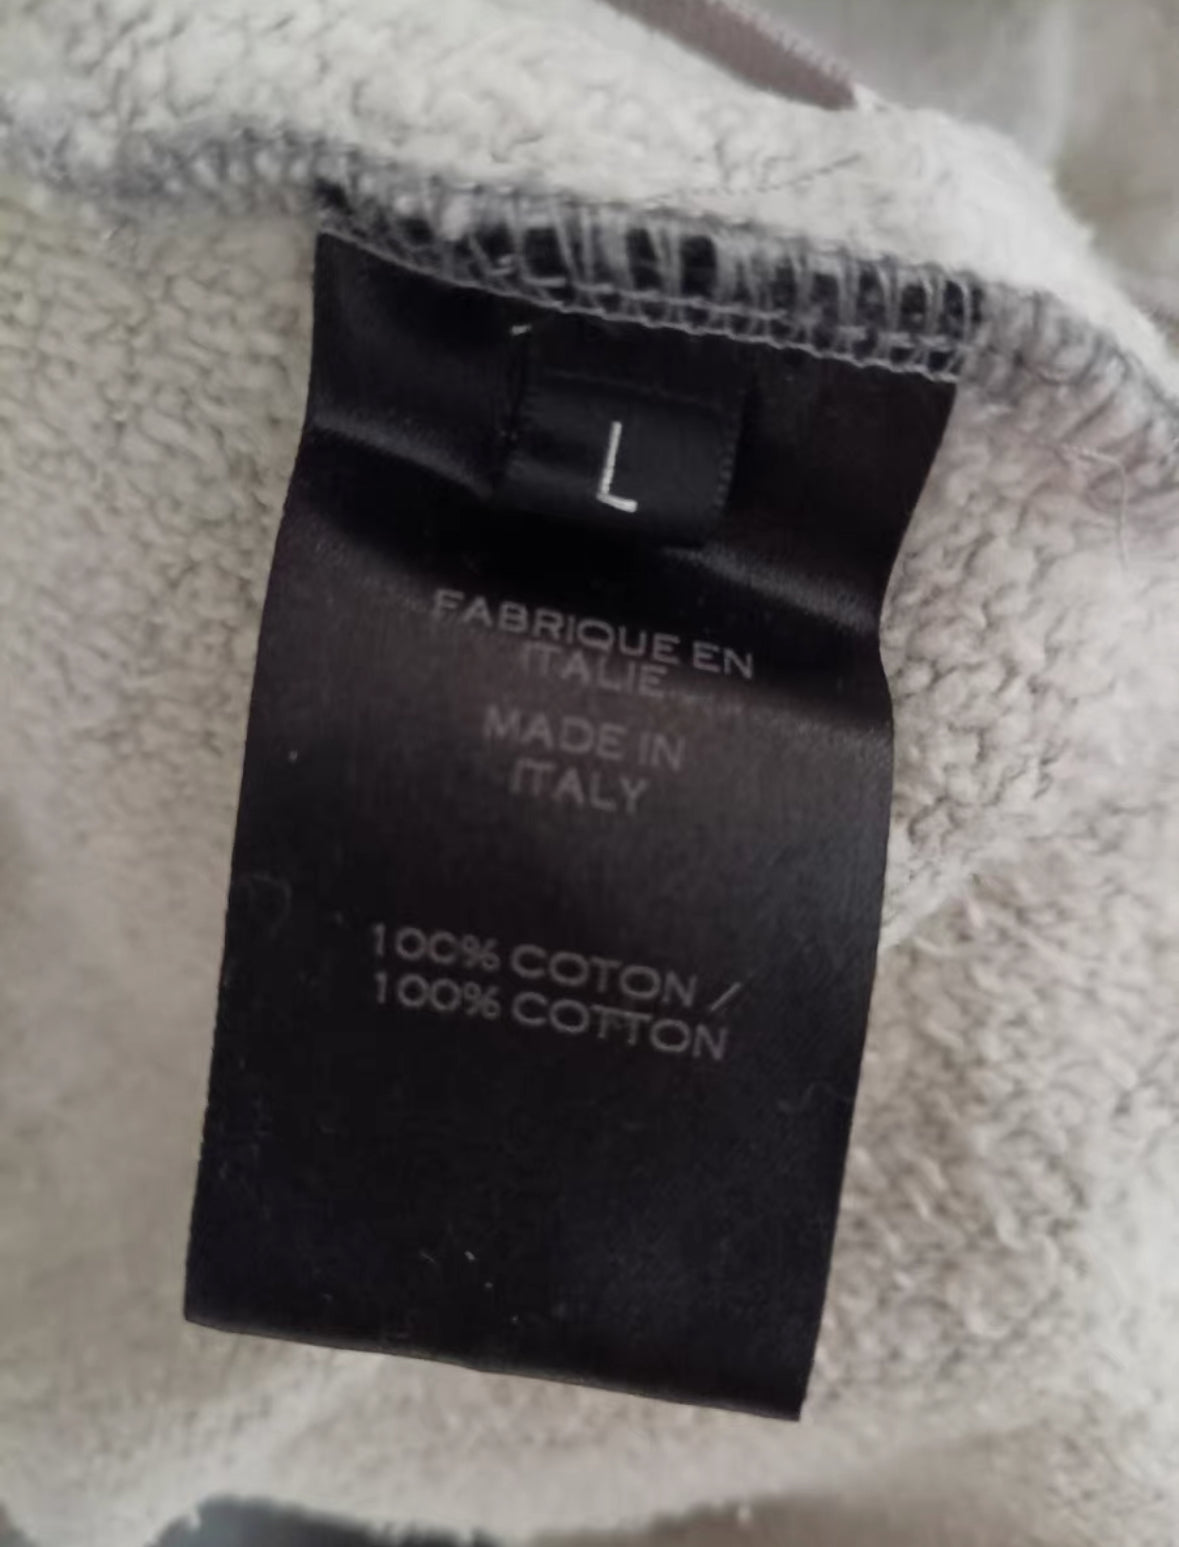 L
FABRIQUE EN
ITALIE
MADE IN
ITALY
100% COTON /
100% COTTON